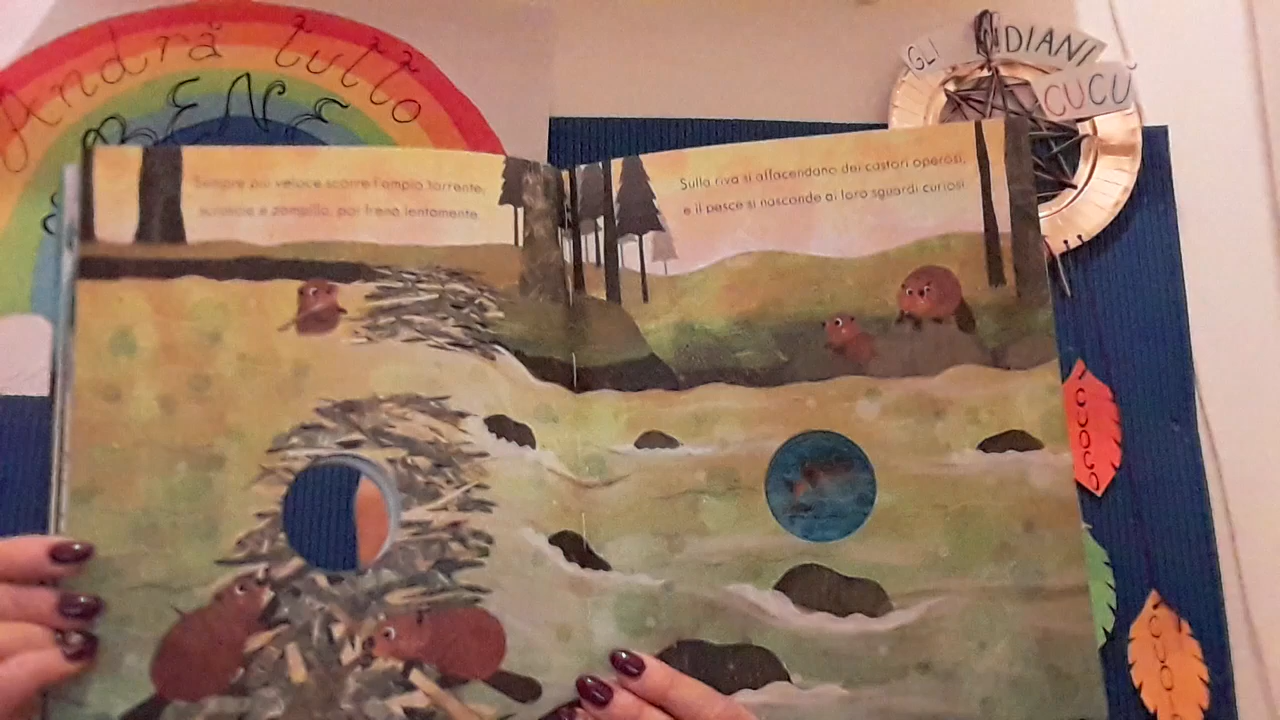 Andrà tutto
BENE
GLI INDIANI
CUCÙ
Sempre più veloce scorre l'ampio torrente,
scroscia e zampilla, poi frena lentamente.
Sulla riva si affaccendano dei castori operosi,
e il pesce si nasconde ai loro sguardi curiosi.